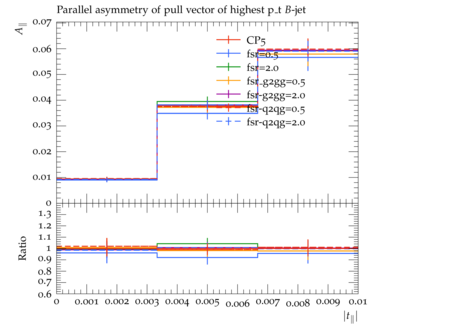 Parallel asymmetry of pull vector of highest p_t B-jet
A∥
0.07
0.06
0.05
0.04
0.03
0.02
0.01
0
CP5
fsr=0.5
fsr=2.0
fsr-g2gg=0.5
fsr-g2gg=2.0
fsr-q2qg=0.5
fsr-q2qg=2.0
Ratio
1.3
1.2
1.1
1
0.9
0.8
0.7
0.6
0 0.001 0.002 0.003 0.004 0.005 0.006 0.007 0.008 0.009 0.01
|t∥|